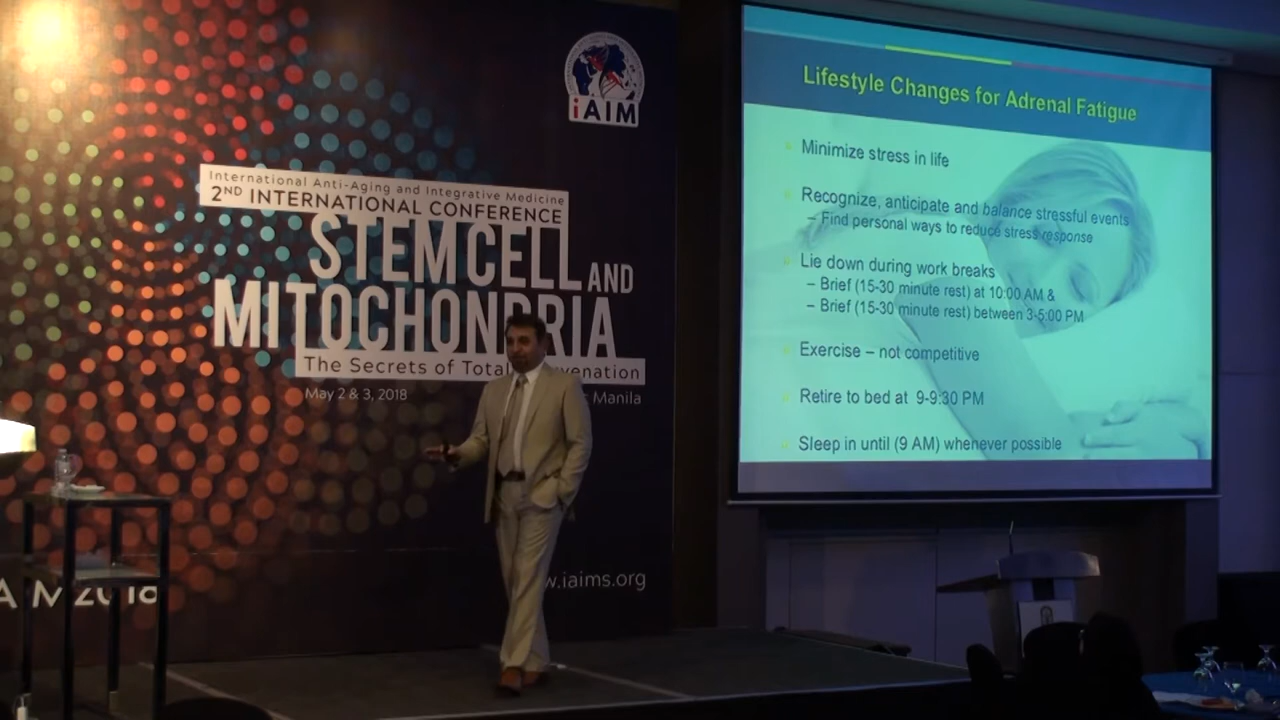 iAIM
International Anti-Aging and Integrative Medicine
2ND INTERNATIONAL CONFERENCE
STEMCELL AND
MITOCHONDRIA
The Secrets of Total
May 2 & 3, 2018
Manila
w.iaims.org
Lifestyle Changes for Adrenal Fatigue
Minimize stress in life
Recognize, anticipate and balance stressful events
– Find personal ways to reduce stress response
Lie down during work breaks
– Brief (15-30 minute rest) at 10:00 AM &
– Brief (15-30 minute rest) between 3-5:00 PM
Exercise – not competitive
Retire to bed at 9-9:30 PM
Sleep in until (9 AM) whenever possible